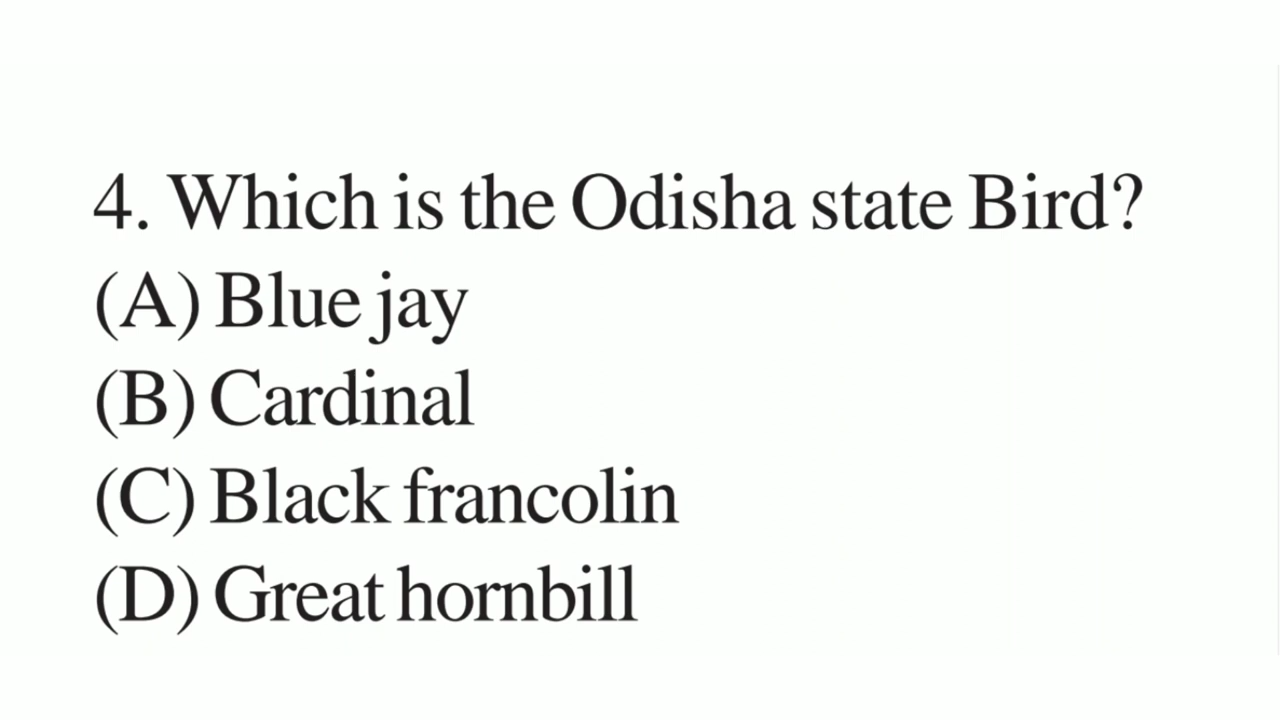 4. Which is the Odisha state Bird?
(A) Blue jay
(B) Cardinal
(C) Black francolin
(D) Great hornbill